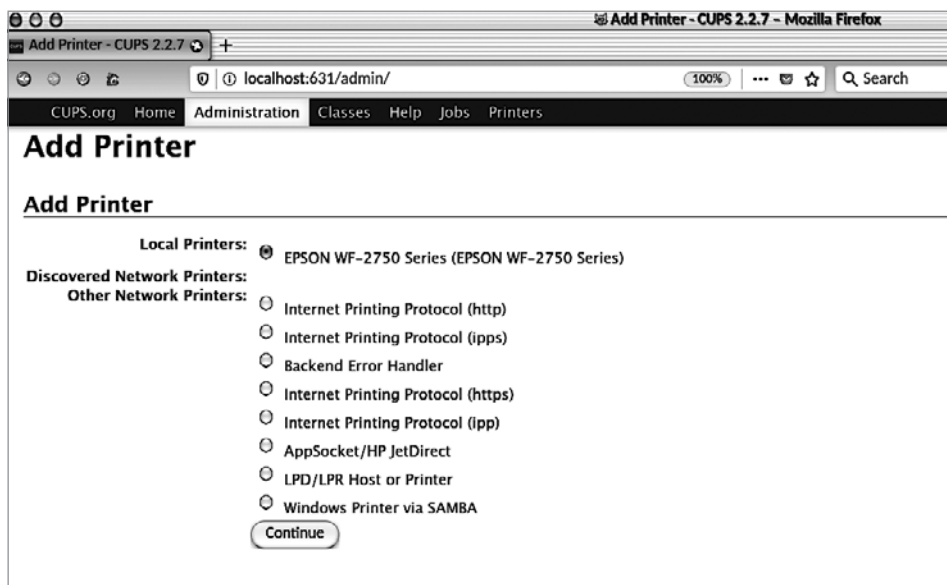 Add Printer - CUPS 2.2.7 - Mozilla Firefox
Add Printer - CUPS 2.2.7 +
localhost:631/admin/ 100% ... Search
CUPS.org Home Administration Classes Help Jobs Printers
Add Printer
Add Printer
Local Printers:
EPSON WF-2750 Series (EPSON WF-2750 Series)
Discovered Network Printers:
Other Network Printers:
Internet Printing Protocol (http)
Internet Printing Protocol (ipps)
Backend Error Handler
Internet Printing Protocol (https)
Internet Printing Protocol (ipp)
AppSocket/HP JetDirect
LPD/LPR Host or Printer
Windows Printer via SAMBA
Continue